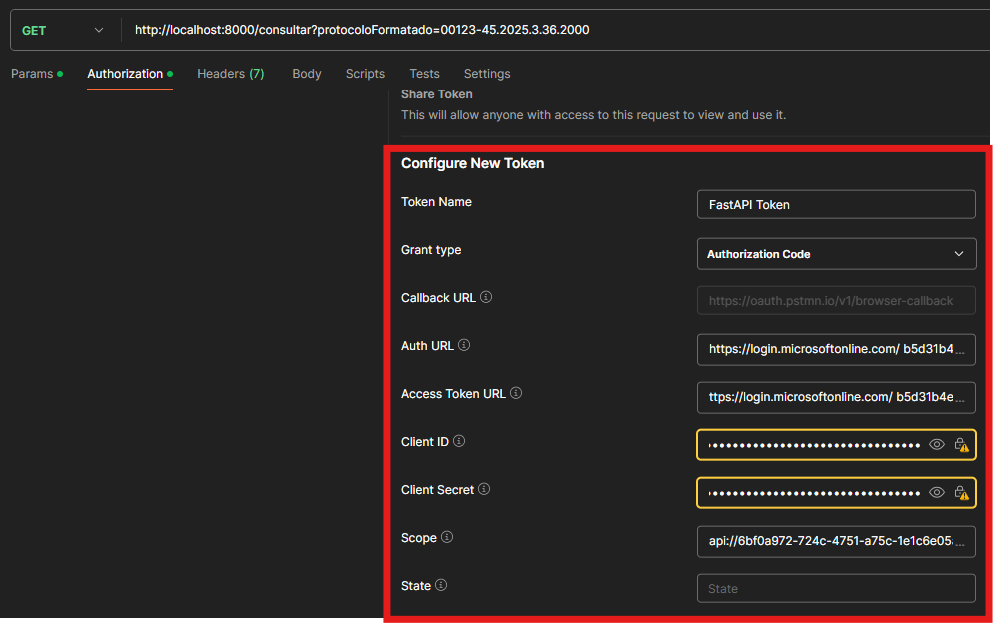 GET http://localhost:8000/consultar?protocoloFormatado=00123-45.2025.3.36.2000
Params Authorization Headers (7) Body Scripts Tests Settings
Share Token
This will allow anyone with access to this request to view and use it.
Configure New Token
Token Name FastAPI Token
Grant type Authorization Code
Callback URL https://oauth.pstmn.io/v1/browser-callback
Auth URL https://login.microsoftonline.com/ b5d31b4...
Access Token URL ttps://login.microsoftonline.com/ b5d31b4e...
Client ID
Client Secret
Scope api://6bf0a972-724c-4751-a75c-1e1c6e05...
State State